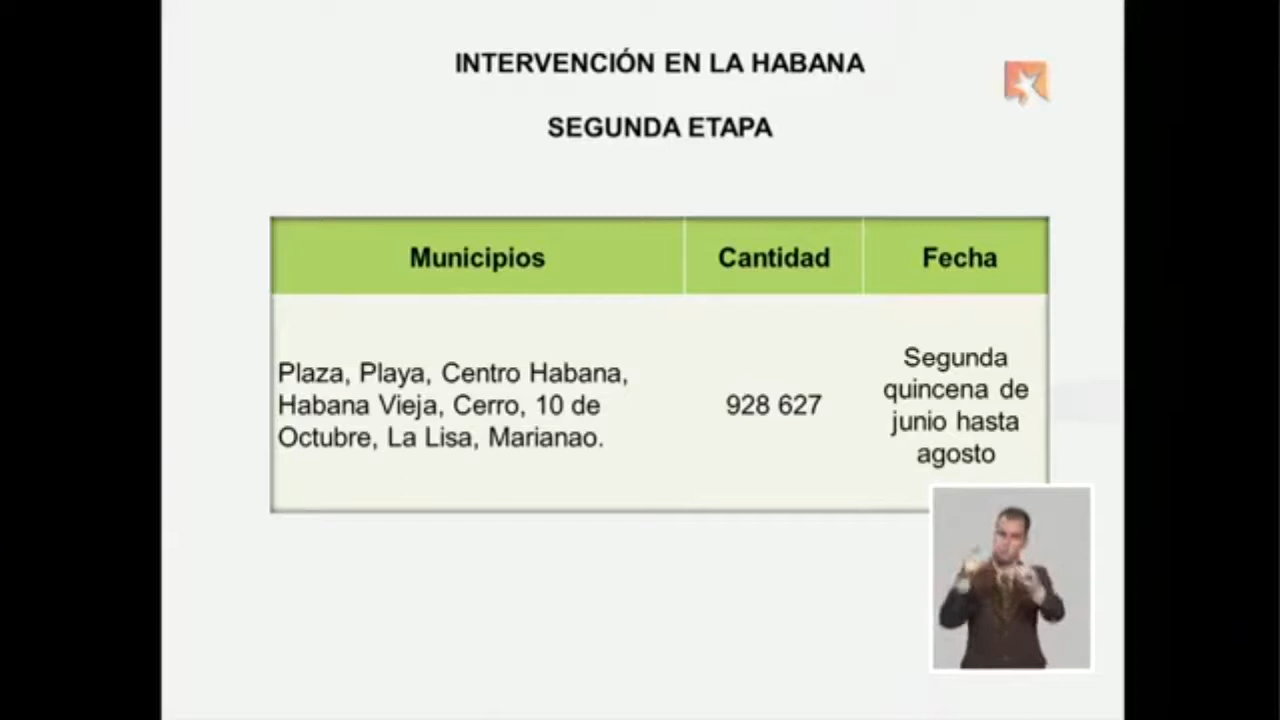 INTERVENCIÓN EN LA HABANA
SEGUNDA ETAPA
Municipios
Cantidad
Fecha
Plaza, Playa, Centro Habana,
Habana Vieja, Cerro, 10 de
Octubre, La Lisa, Marianao.
928 627
Segunda
quincena de
junio hasta
agosto